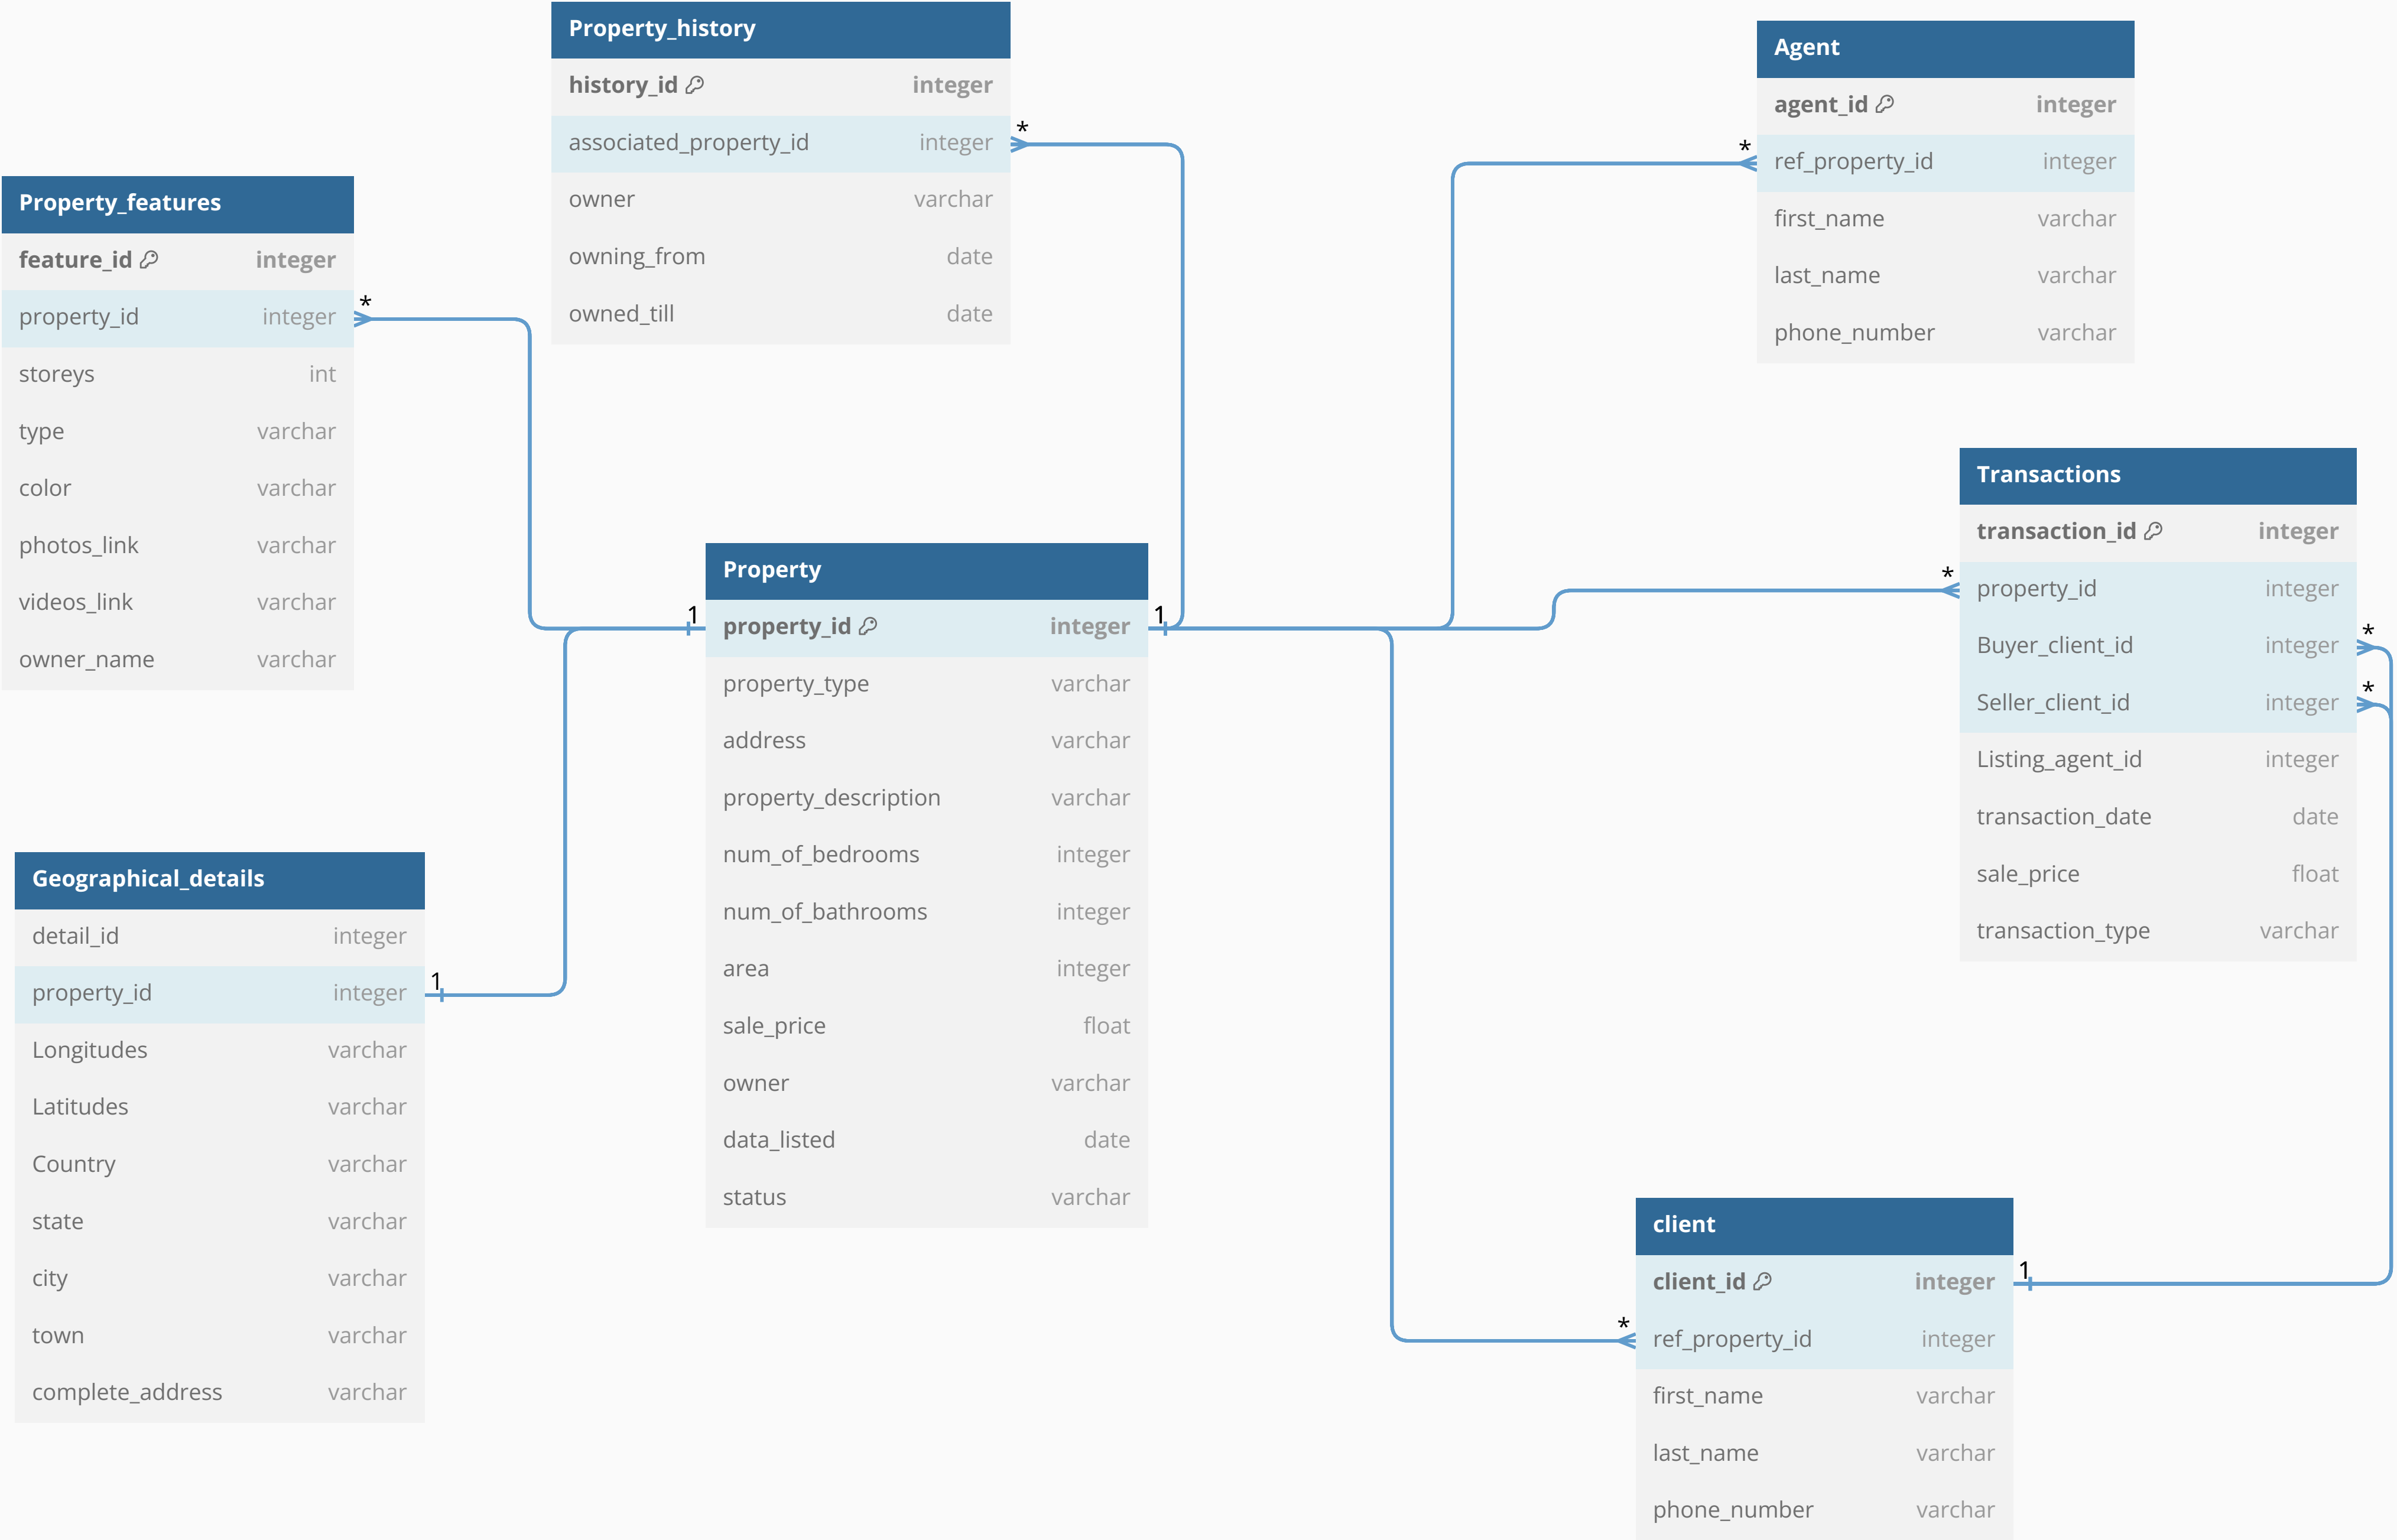 Property_history
history_id integer
* associated_property_id integer
owner varchar
owning_from date
owned_till date
Agent
agent_id integer
* ref_property_id integer
first_name varchar
last_name varchar
phone_number varchar
Property_features
feature_id integer
property_id integer *
storeys int
type varchar
color varchar
photos_link varchar
videos_link varchar
owner_name varchar
Transactions
transaction_id integer
* property_id integer
Buyer_client_id integer *
Seller_client_id integer *
Listing_agent_id integer
transaction_date date
sale_price float
transaction_type varchar
Property
1 property_id integer 1
property_type varchar
address varchar
property_description varchar
num_of_bedrooms integer
num_of_bathrooms integer
area integer
sale_price float
owner varchar
data_listed date
status varchar
Geographical_details
detail_id integer
property_id integer 1
Longitudes varchar
Latitudes varchar
Country varchar
state varchar
city varchar
town varchar
complete_address varchar
client
client_id integer 1
* ref_property_id integer
first_name varchar
last_name varchar
phone_number varchar